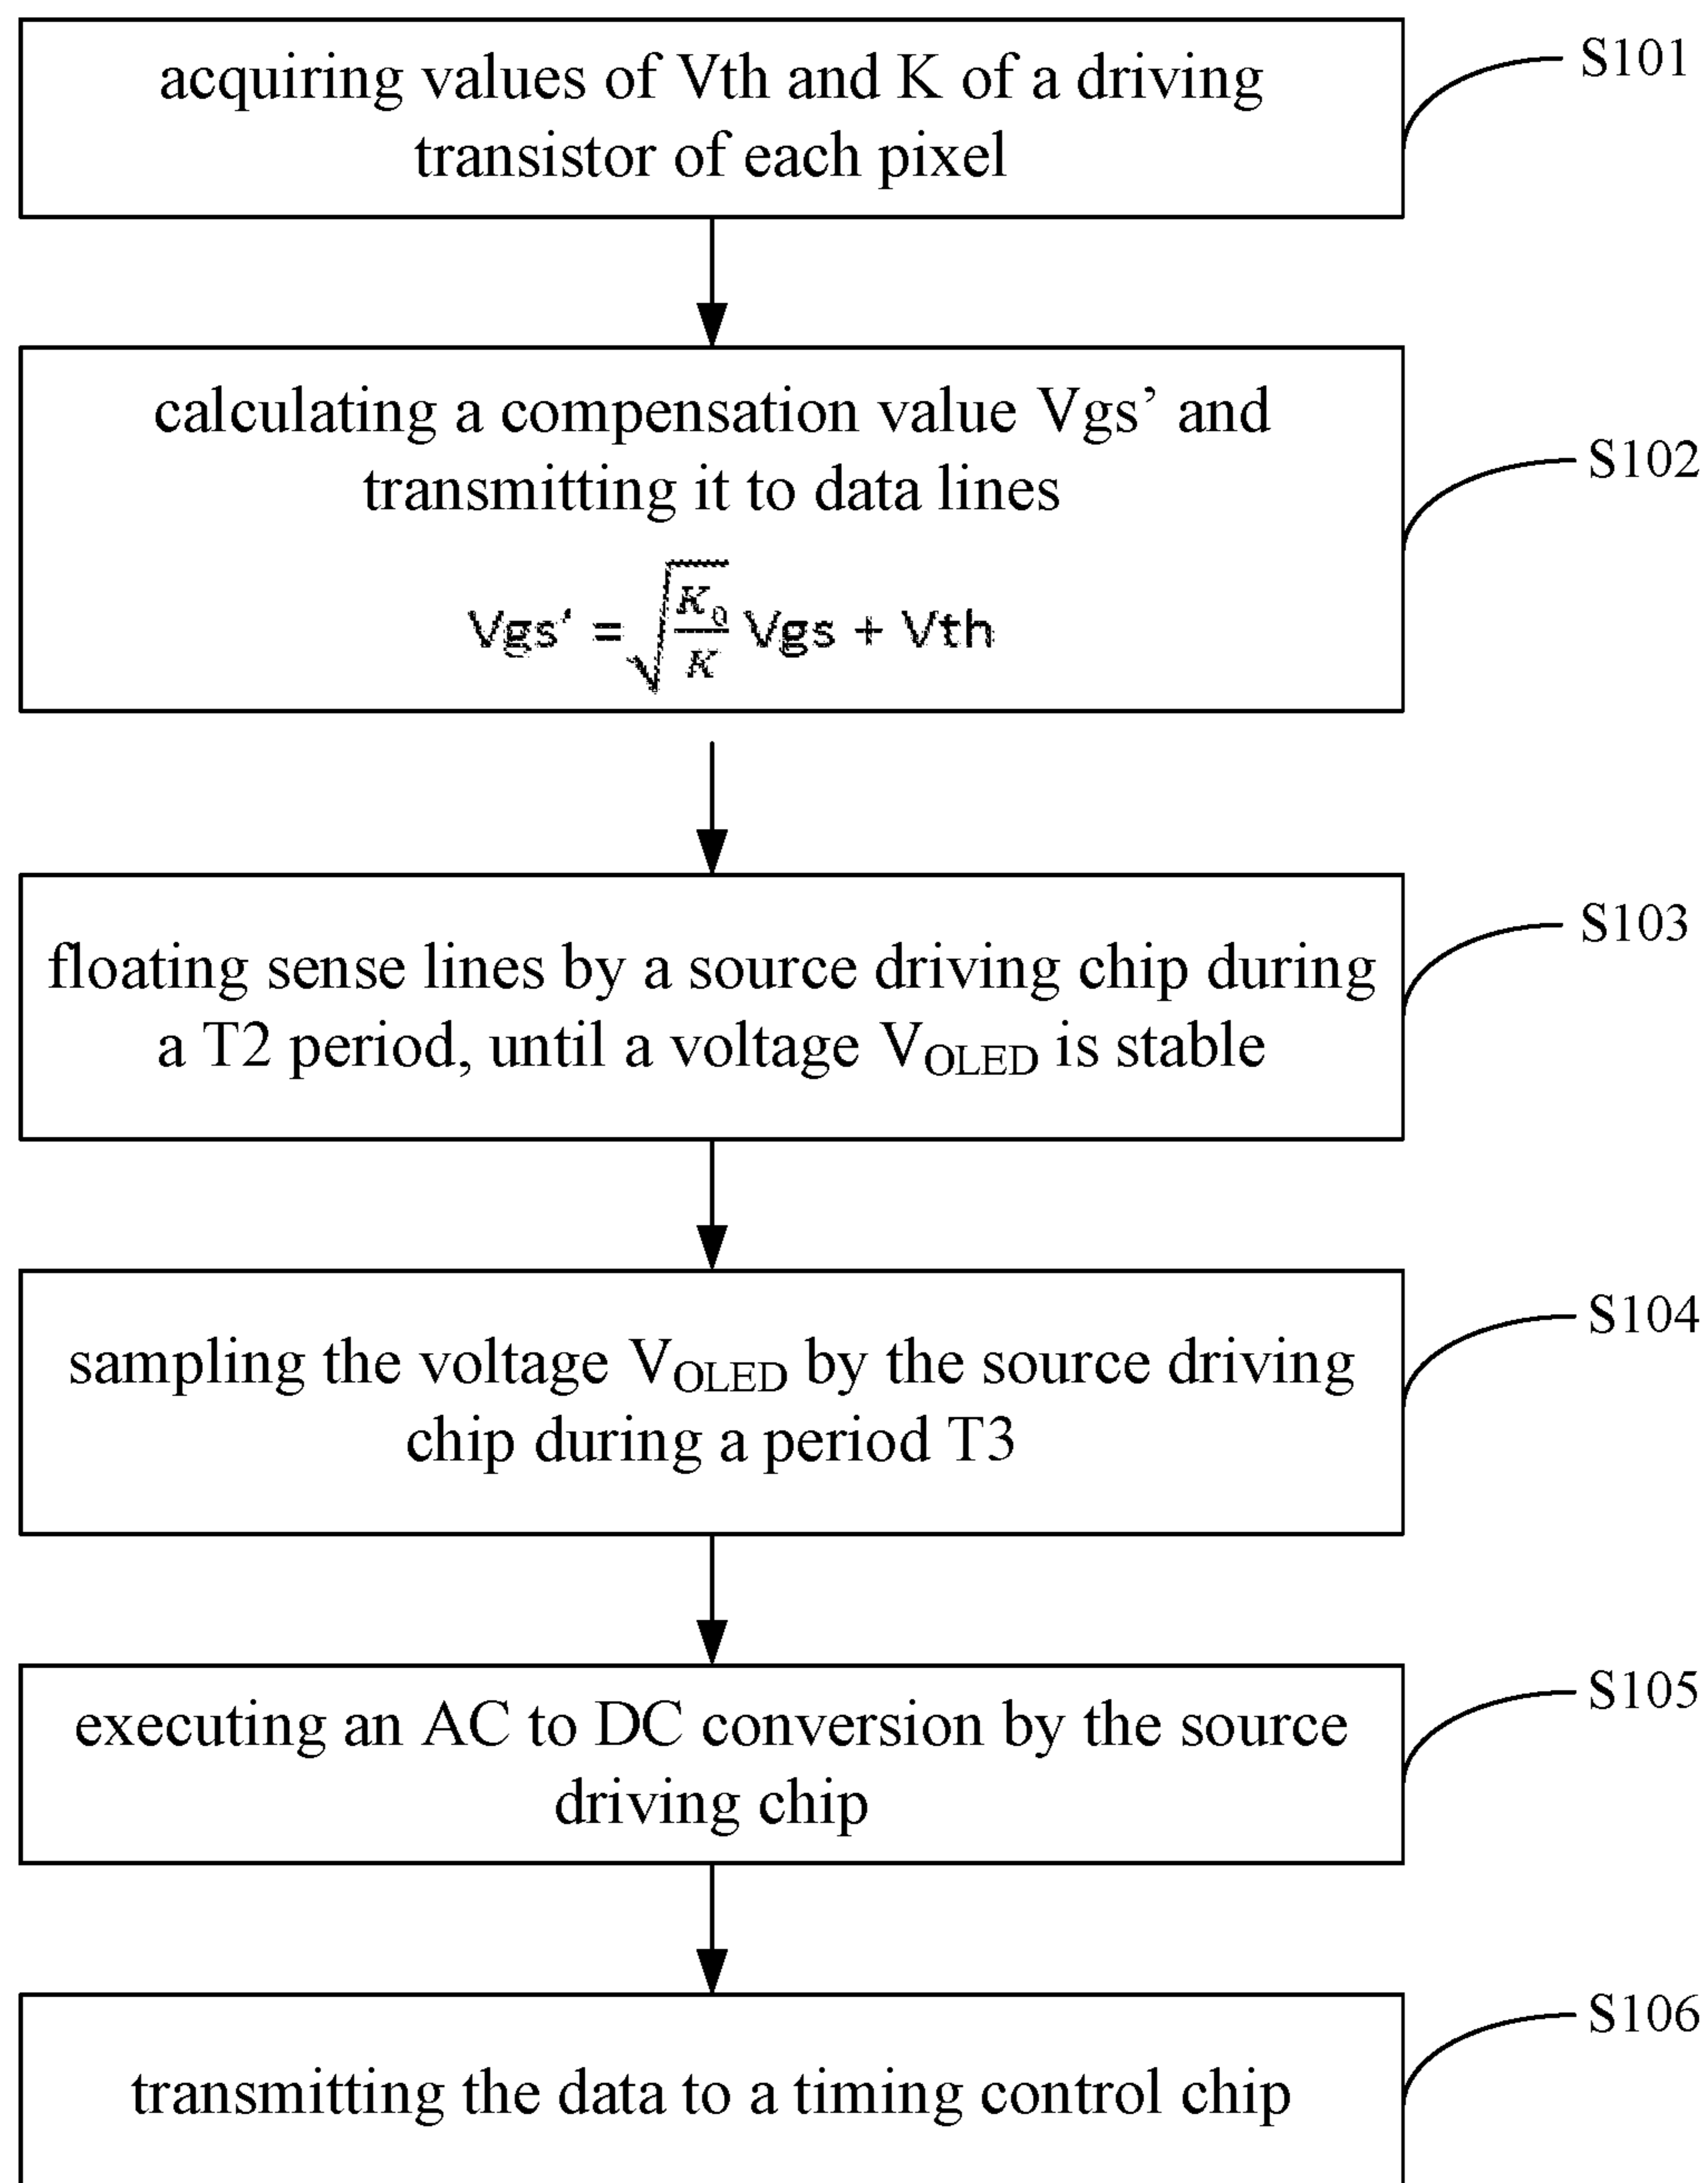 acquiring values of Vth and K of a driving
transistor of each pixel
S101
calculating a compensation value Vgs’ and
transmitting it to data lines
Vgs‘ = √(K₀/K) Vgs + Vth
S102
floating sense lines by a source driving chip during
a T2 period, until a voltage V_OLED is stable
S103
sampling the voltage V_OLED by the source driving
chip during a period T3
S104
executing an AC to DC conversion by the source
driving chip
S105
transmitting the data to a timing control chip
S106